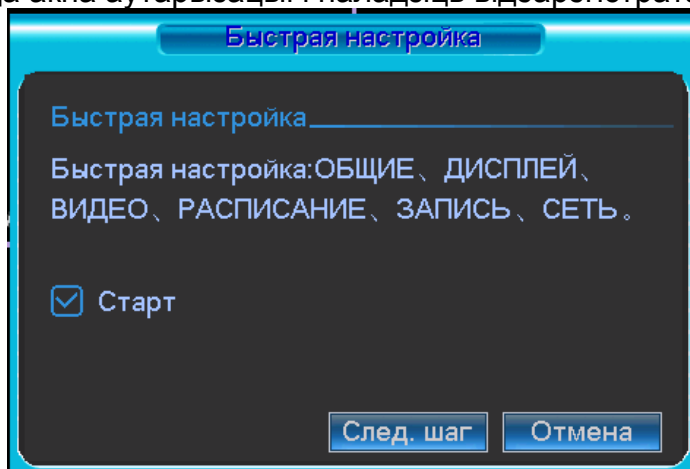 Быстрая настройка
Быстрая настройка
Быстрая настройка:ОБЩИЕ、ДИСПЛЕЙ、
ВИДЕО、РАСПИСАНИЕ、ЗАПИСЬ、СЕТЬ。
Старт
След. шаг Отмена